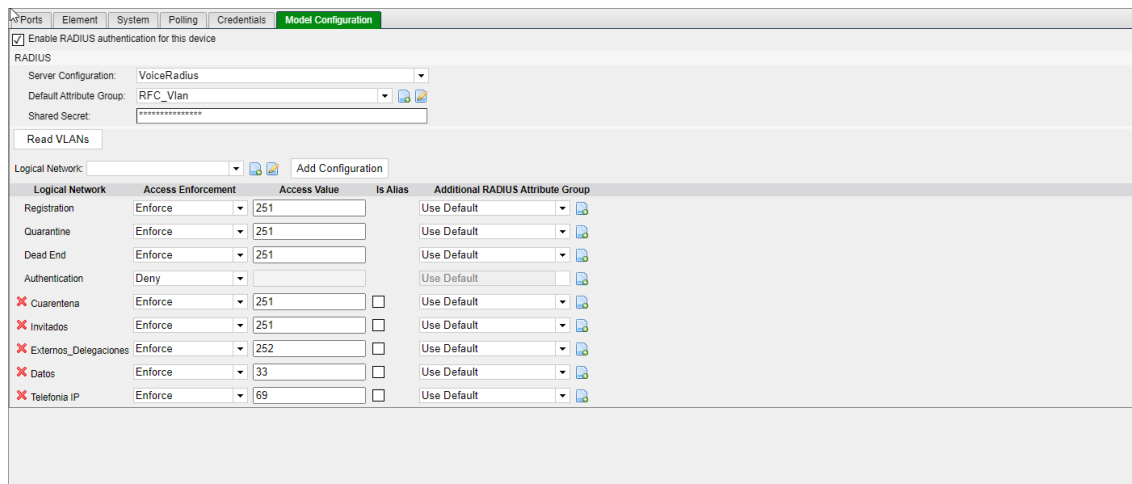 Ports Element System Polling Credentials Model Configuration
Enable RADIUS authentication for this device
RADIUS
Server Configuration: VoiceRadius
Default Attribute Group: RFC_Vlan
Shared Secret: ***************
Read VLANs
Logical Network: Add Configuration
Logical Network Access Enforcement Access Value Is Alias Additional RADIUS Attribute Group
Registration Enforce 251 Use Default
Quarantine Enforce 251 Use Default
Dead End Enforce 251 Use Default
Authentication Deny Use Default
Cuarentena Enforce 251 Use Default
Invitados Enforce 251 Use Default
Externos_Delegaciones Enforce 252 Use Default
Datos Enforce 33 Use Default
Telefonia IP Enforce 69 Use Default